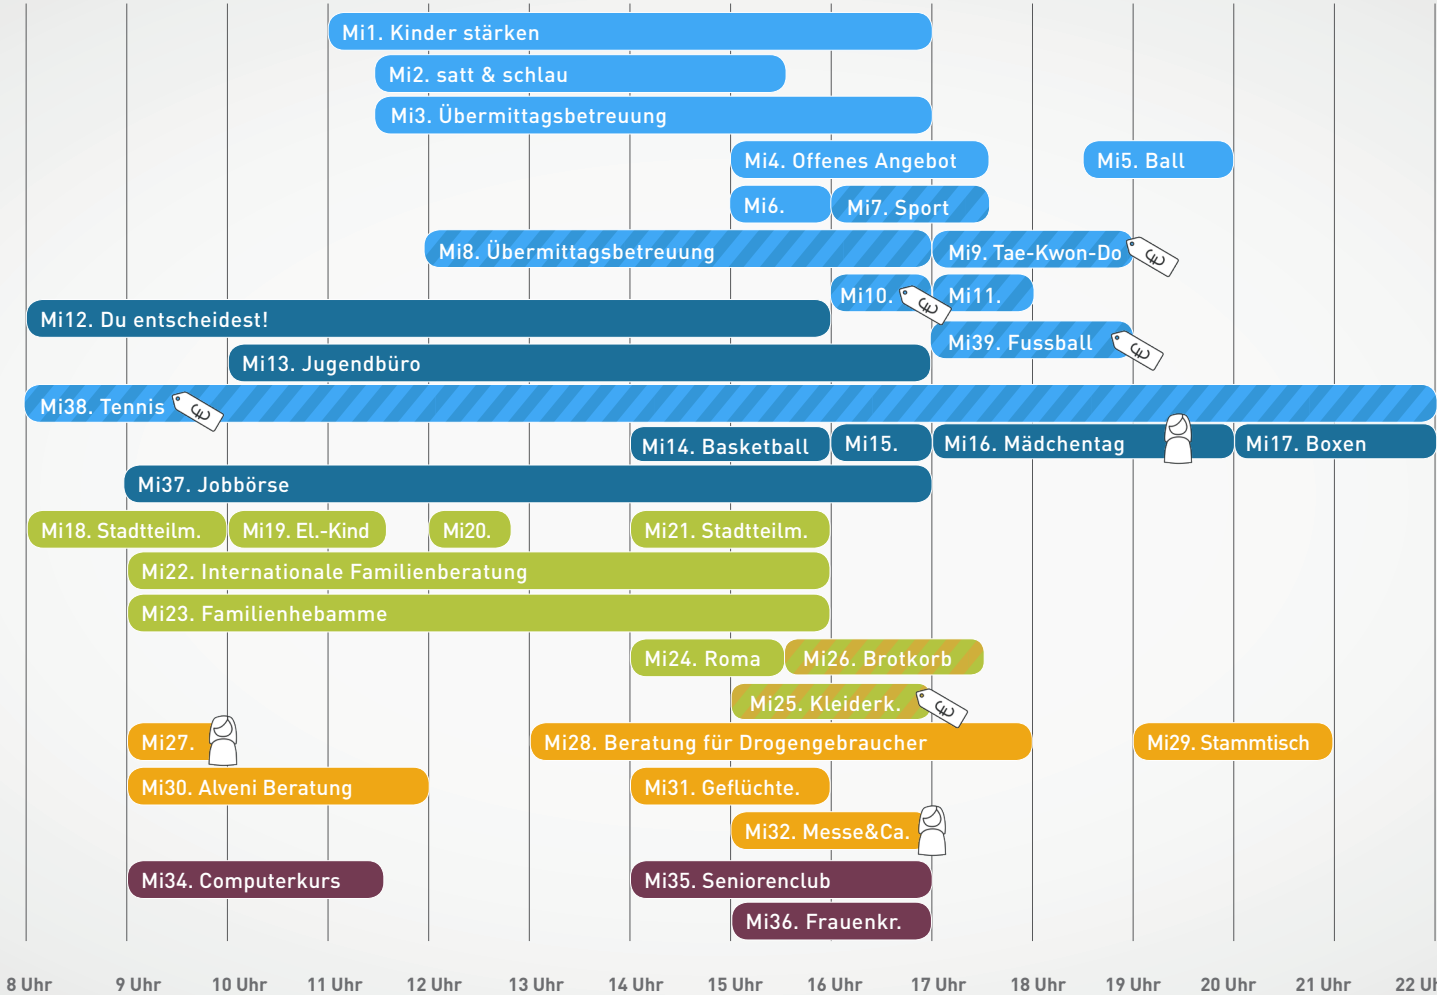 Mi1. Kinder stärken
Mi2. satt & schlau
Mi3. Übermittagsbetreuung
Mi4. Offenes Angebot
Mi5. Ball
Mi6.
Mi7. Sport
Mi8. Übermittagsbetreuung
Mi9. Tae-Kwon-Do
€
Mi10.
€
Mi11.
Mi12. Du entscheidest!
Mi39. Fussball
€
Mi13. Jugendbüro
Mi38. Tennis
€
Mi14. Basketball
Mi15.
Mi16. Mädchentag
Mi17. Boxen
Mi37. Jobbörse
Mi18. Stadtteilm.
Mi19. El.-Kind
Mi20.
Mi21. Stadtteilm.
Mi22. Internationale Familienberatung
Mi23. Familienhebamme
Mi24. Roma
Mi26. Brotkorb
Mi25. Kleiderk.
€
Mi27.
Mi28. Beratung für Drogengebraucher
Mi29. Stammtisch
Mi30. Alveni Beratung
Mi31. Geflüchte.
Mi32. Messe&Ca.
Mi34. Computerkurs
Mi35. Seniorenclub
Mi36. Frauenkr.
8 Uhr 9 Uhr 10 Uhr 11 Uhr 12 Uhr 13 Uhr 14 Uhr 15 Uhr 16 Uhr 17 Uhr 18 Uhr 19 Uhr 20 Uhr 21 Uhr 22